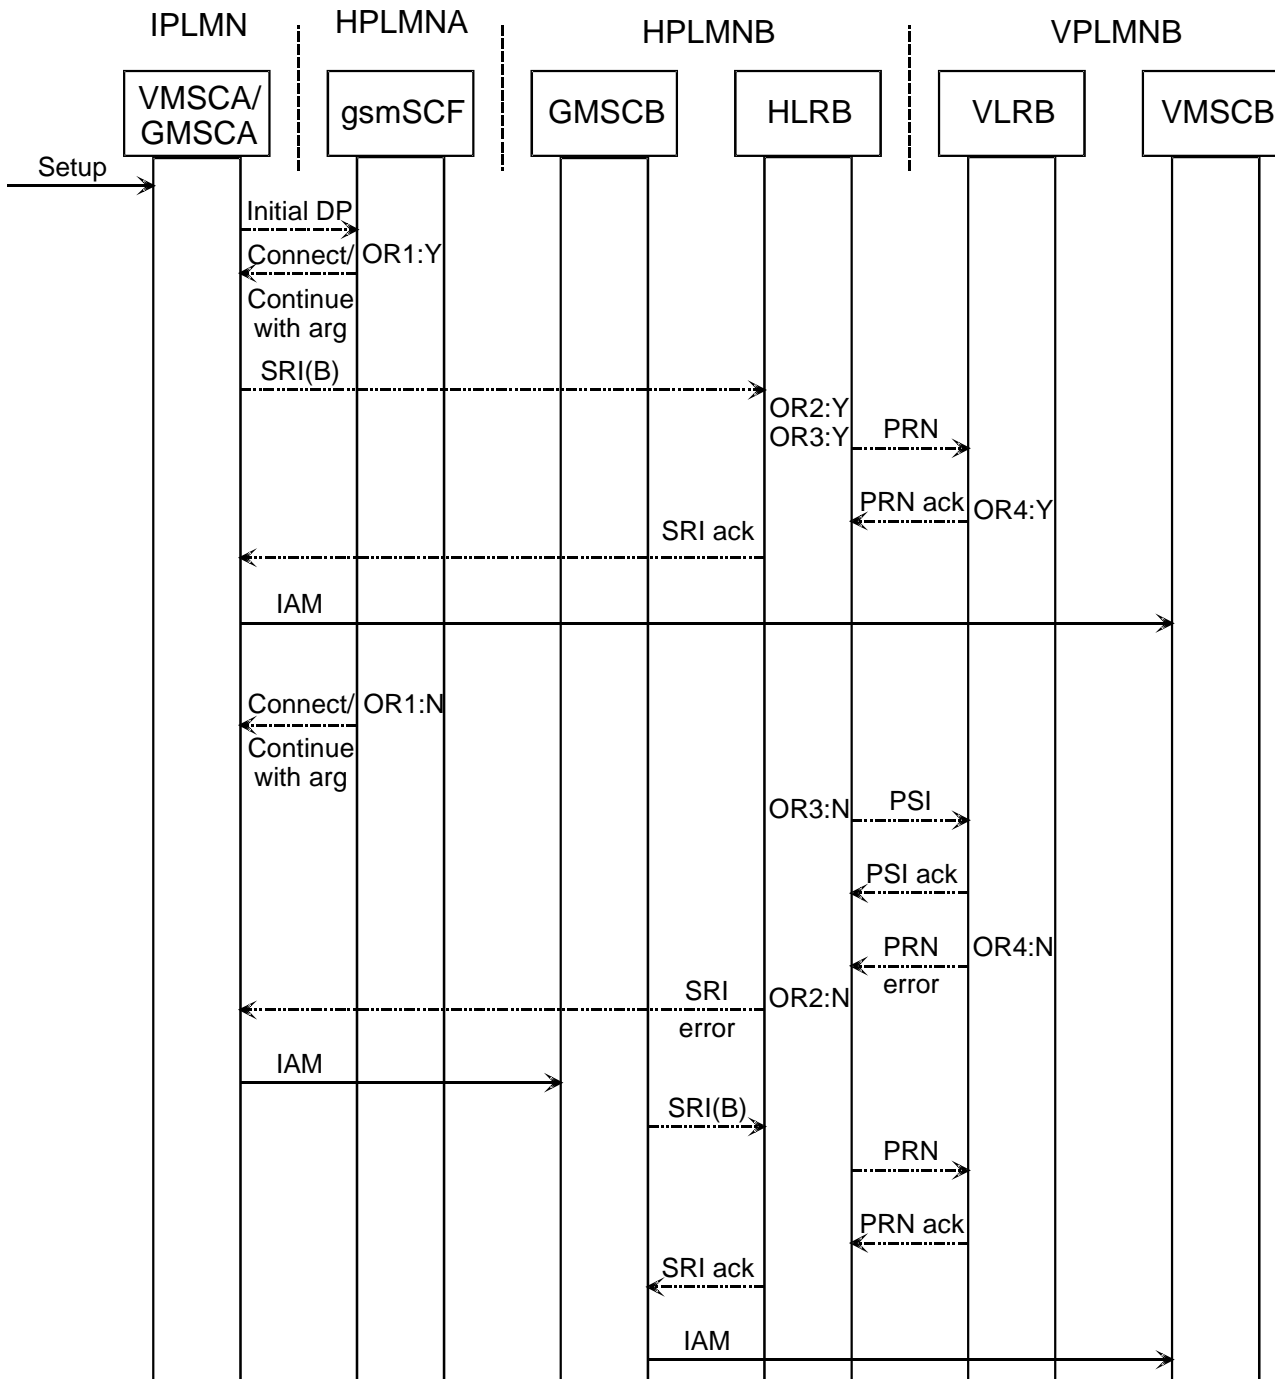 IPLMN
HPLMNA
HPLMNB
VPLMNB
VMSCA/
GMSCA
gsmSCF
GMSCB
HLRB
VLRB
VMSCB
Setup
Initial DP
Connect/
OR1:Y
Continue
with arg
SRI(B)
OR2:Y
OR3:Y
PRN
PRN ack
OR4:Y
SRI ack
IAM
Connect/
OR1:N
Continue
with arg
OR3:N
PSI
PSI ack
PRN
OR4:N
error
SRI
OR2:N
error
IAM
SRI(B)
PRN
PRN ack
SRI ack
IAM